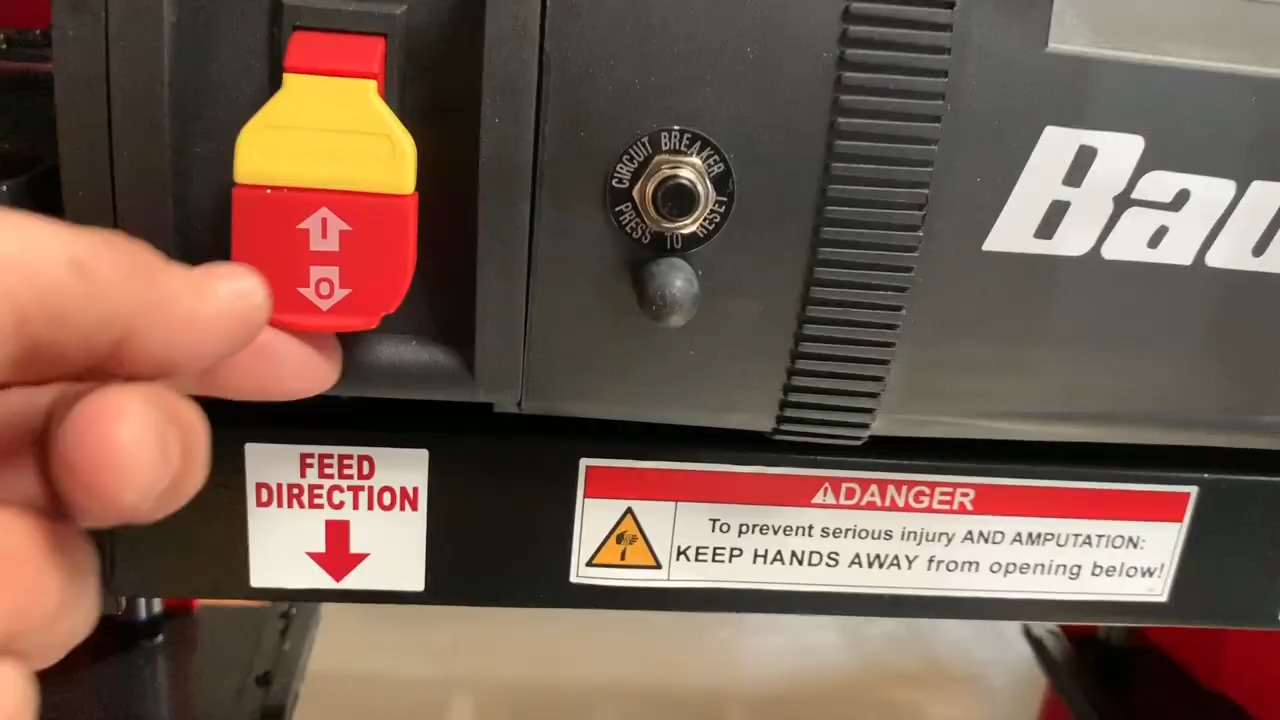 I
O
CIRCUIT BREAKER
PRESS TO RESET
Bau
FEED
DIRECTION
DANGER
To prevent serious injury AND AMPUTATION:
KEEP HANDS AWAY from opening below!